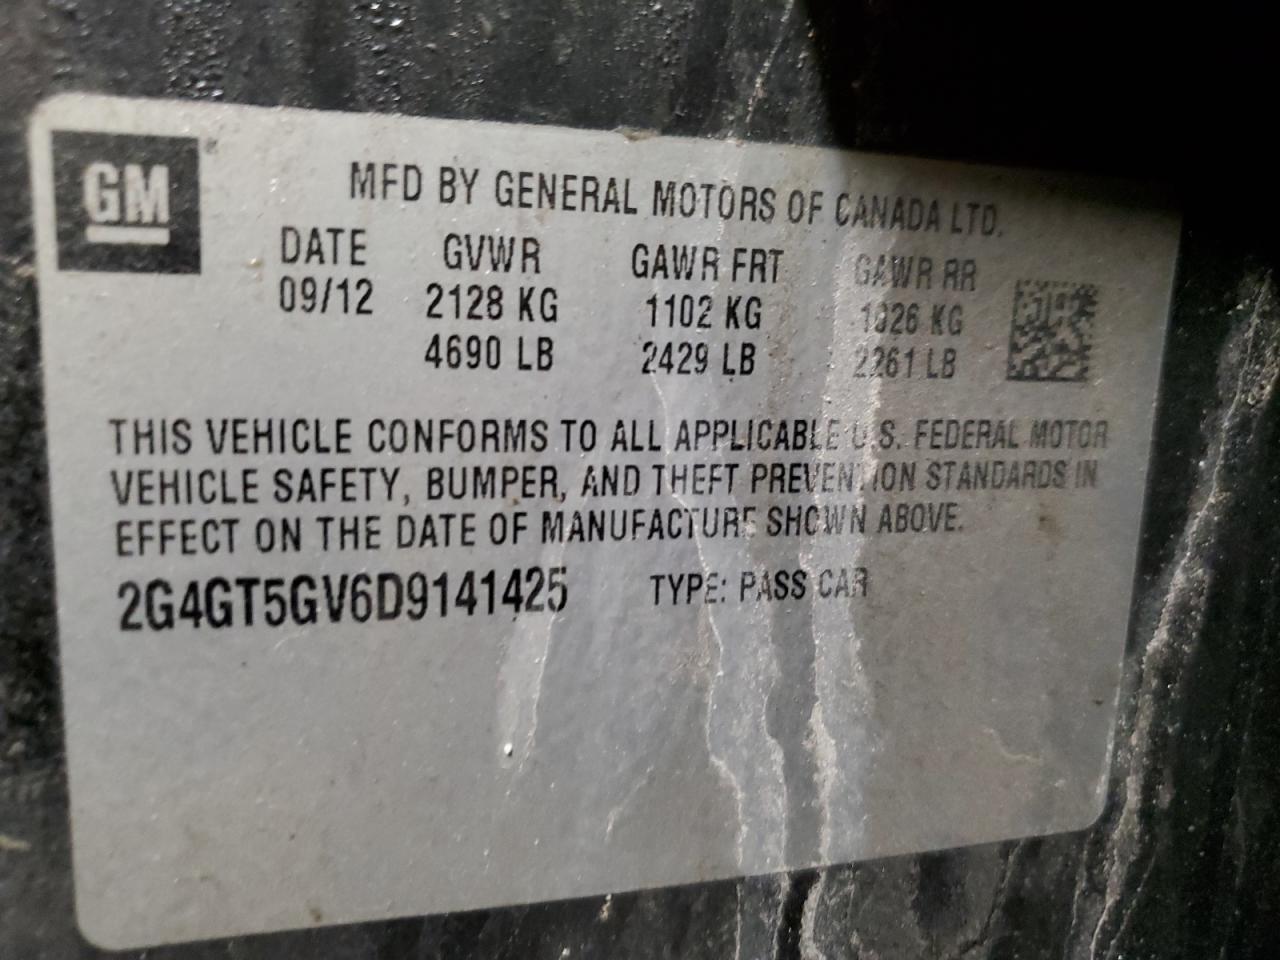 GM
MFD BY GENERAL MOTORS OF CANADA LTD.
DATE GVWR GAWR FRT GAWR RR
09/12 2128 KG 1102 KG 1026 KG
4690 LB 2429 LB 2261 LB
THIS VEHICLE CONFORMS TO ALL APPLICABLE U.S. FEDERAL MOTOR
VEHICLE SAFETY, BUMPER, AND THEFT PREVENTION STANDARDS IN
EFFECT ON THE DATE OF MANUFACTURE SHOWN ABOVE.
2G4GT5GV6D9141425 TYPE: PASS CAR